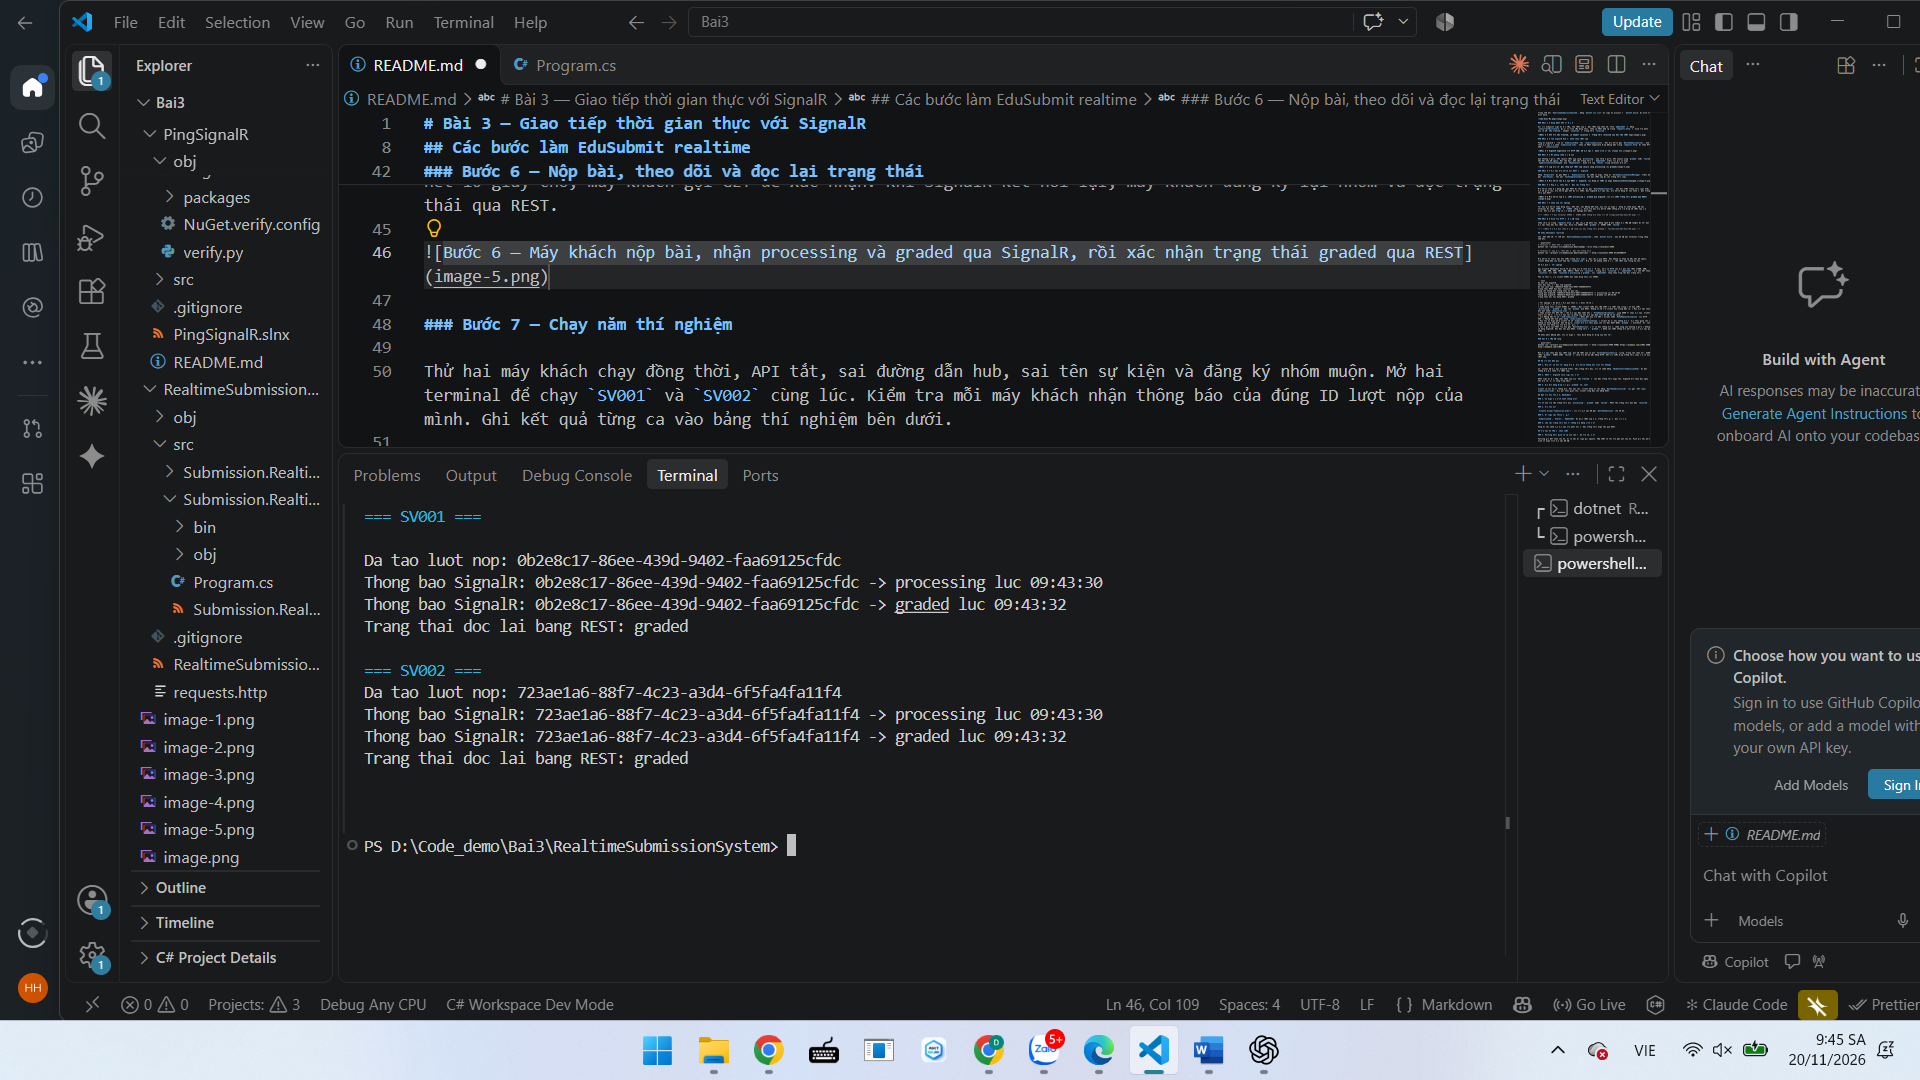 File Edit Selection View Go Run Terminal Help
Bai3
Update
Explorer
Bai3
PingSignalR
obj
packages
NuGet.verify.config
verify.py
src
.gitignore
PingSignalR.slnx
README.md
RealtimeSubmission...
obj
src
Submission.Realti...
Submission.Realti...
bin
obj
Program.cs
Submission.Real...
.gitignore
RealtimeSubmissio...
requests.http
image-1.png
image-2.png
image-3.png
image-4.png
image-5.png
image.png
Outline
Timeline
C# Project Details
README.md
Program.cs
README.md > # Bài 3 — Giao tiếp thời gian thực với SignalR > ## Các bước làm EduSubmit realtime > ### Bước 6 — Nộp bài, theo dõi và đọc lại trạng thái
Text Editor
1 # Bài 3 — Giao tiếp thời gian thực với SignalR
8 ## Các bước làm EduSubmit realtime
42 ### Bước 6 — Nộp bài, theo dõi và đọc lại trạng thái
thái qua REST.
45
46 ![Bước 6 — Máy khách nộp bài, nhận processing và graded qua SignalR, rồi xác nhận trạng thái graded qua REST]
(image-5.png)
47
48 ### Bước 7 — Chạy năm thí nghiệm
49
50 Thử hai máy khách chạy đồng thời, API tắt, sai đường dẫn hub, sai tên sự kiện và đăng ký nhóm muộn. Mở hai
terminal để chạy `SV001` và `SV002` cùng lúc. Kiểm tra mỗi máy khách nhận thông báo của đúng ID lượt nộp của
mình. Ghi kết quả từng ca vào bảng thí nghiệm bên dưới.
51
Problems Output Debug Console Terminal Ports
=== SV001 ===
Da tao luot nop: 0b2e8c17-86ee-439d-9402-faa69125cfdc
Thong bao SignalR: 0b2e8c17-86ee-439d-9402-faa69125cfdc -> processing luc 09:43:30
Thong bao SignalR: 0b2e8c17-86ee-439d-9402-faa69125cfdc -> graded luc 09:43:32
Trang thai doc lai bang REST: graded
=== SV002 ===
Da tao luot nop: 723ae1a6-88f7-4c23-a3d4-6f5fa4fa11f4
Thong bao SignalR: 723ae1a6-88f7-4c23-a3d4-6f5fa4fa11f4 -> processing luc 09:43:30
Thong bao SignalR: 723ae1a6-88f7-4c23-a3d4-6f5fa4fa11f4 -> graded luc 09:43:32
Trang thai doc lai bang REST: graded
PS D:\Code_demo\Bai3\RealtimeSubmissionSystem>
dotnet R...
powersh...
powershell...
Chat
Build with Agent
AI responses may be inaccurat
Generate Agent Instructions to
onboard AI onto your codebas
Choose how you want to us
Copilot.
Sign in to use GitHub Copilo
models, or add a model with
your own API key.
Add Models
Sign I
README.md
Chat with Copilot
Models
Copilot
HH
0 0 Projects: 3 Debug Any CPU C# Workspace Dev Mode
Ln 46, Col 109 Spaces: 4 UTF-8 LF { } Markdown Go Live Claude Code Prettier
5+
VIE
9:45 SA
20/11/2026